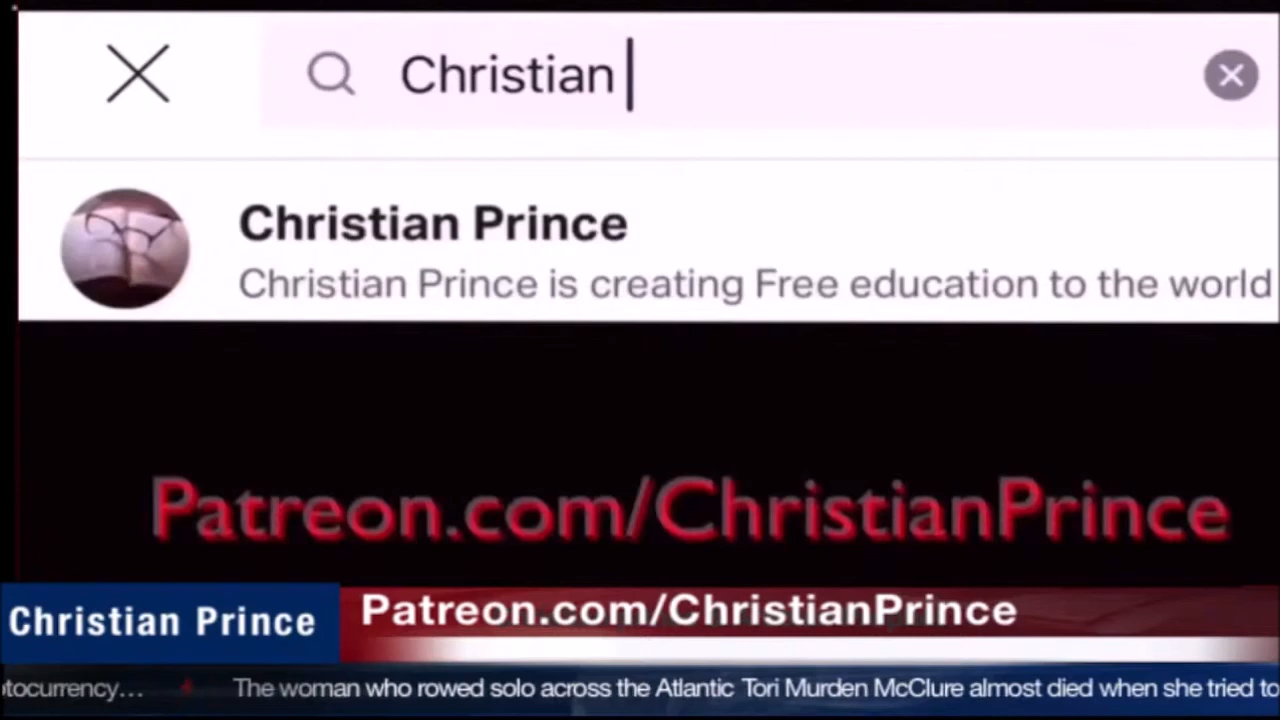 Christian
Christian Prince
Christian Prince is creating Free education to the world
Patreon.com/ChristianPrince
Christian Prince
Patreon.com/ChristianPrince
tocurrency… The woman who rowed solo across the Atlantic Tori Murden McClure almost died when she tried to